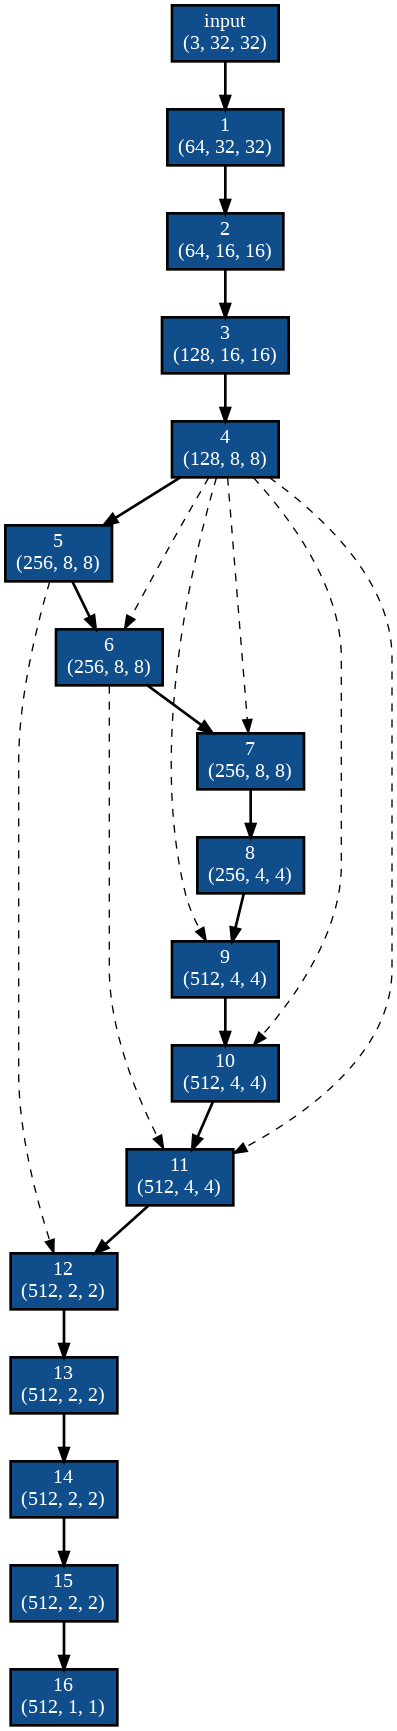 input
(3, 32, 32)
1
(64, 32, 32)
2
(64, 16, 16)
3
(128, 16, 16)
4
(128, 8, 8)
5
(256, 8, 8)
6
(256, 8, 8)
7
(256, 8, 8)
8
(256, 4, 4)
9
(512, 4, 4)
10
(512, 4, 4)
11
(512, 4, 4)
12
(512, 2, 2)
13
(512, 2, 2)
14
(512, 2, 2)
15
(512, 2, 2)
16
(512, 1, 1)